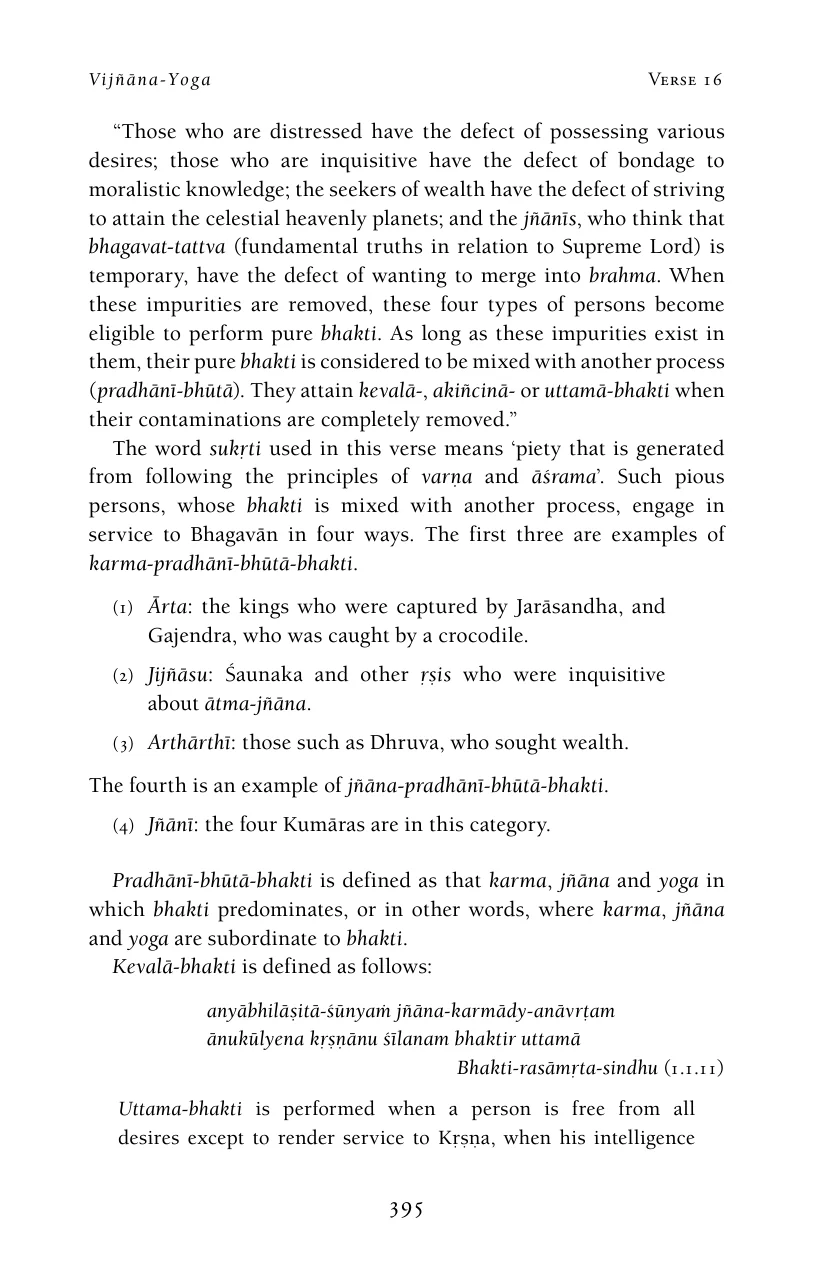 Vijñāna-Yoga Verse 16
“Those who are distressed have the defect of possessing various
desires; those who are inquisitive have the defect of bondage to
moralistic knowledge; the seekers of wealth have the defect of striving
to attain the celestial heavenly planets; and the jñānīs, who think that
bhagavat-tattva (fundamental truths in relation to Supreme Lord) is
temporary, have the defect of wanting to merge into brahma. When
these impurities are removed, these four types of persons become
eligible to perform pure bhakti. As long as these impurities exist in
them, their pure bhakti is considered to be mixed with another process
(pradhānī-bhūtā). They attain kevalā-, akiñcinā- or uttamā-bhakti when
their contaminations are completely removed.”
The word sukṛti used in this verse means ‘piety that is generated
from following the principles of varṇa and āśrama’. Such pious
persons, whose bhakti is mixed with another process, engage in
service to Bhagavān in four ways. The first three are examples of
karma-pradhānī-bhūtā-bhakti.
(1) Ārta: the kings who were captured by Jarāsandha, and
Gajendra, who was caught by a crocodile.
(2) Jijñāsu: Śaunaka and other ṛṣis who were inquisitive
about ātma-jñāna.
(3) Arthārthī: those such as Dhruva, who sought wealth.
The fourth is an example of jñāna-pradhānī-bhūtā-bhakti.
(4) Jñānī: the four Kumāras are in this category.
Pradhānī-bhūtā-bhakti is defined as that karma, jñāna and yoga in
which bhakti predominates, or in other words, where karma, jñāna
and yoga are subordinate to bhakti.
Kevalā-bhakti is defined as follows:
anyābhilāṣitā-śūnyaṁ jñāna-karmādy-anāvṛtam
ānukūlyena kṛṣṇānu śīlanam bhaktir uttamā
Bhakti-rasāmṛta-sindhu (1.1.11)
Uttama-bhakti is performed when a person is free from all
desires except to render service to Kṛṣṇa, when his intelligence
395